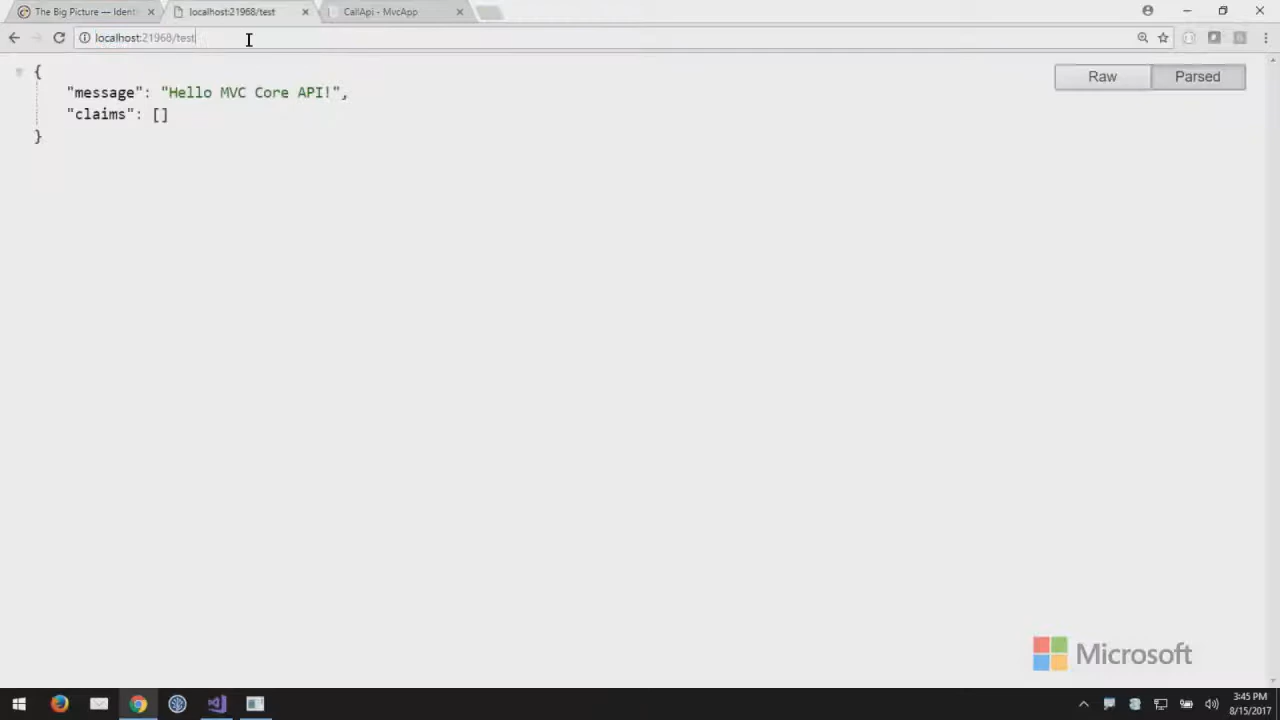 The Big Picture — Identi
localhost:21968/test
CallApi - MvcApp
localhost:21968/test
{
"message": "Hello MVC Core API!",
"claims": []
}
Raw
Parsed
Microsoft
3:45 PM
8/15/2017